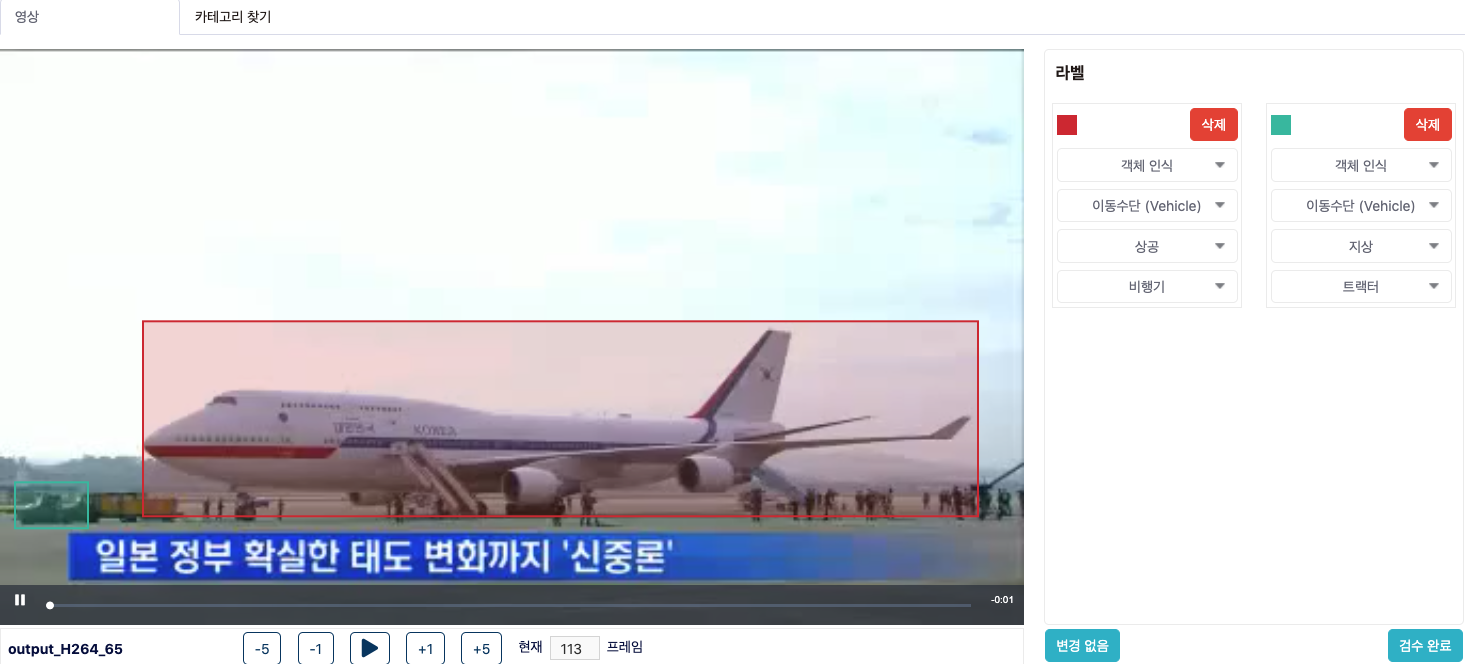 영상
카테고리 찾기
라벨
삭제
삭제
객체 인식
객체 인식
이동수단 (Vehicle)
이동수단 (Vehicle)
상공
지상
비행기
트랙터
KOREA
일본 정부 확실한 태도 변화까지 '신중론'
-0:01
output_H264_65
-5
-1
+1
+5
현재
113
프레임
변경 없음
검수 완료